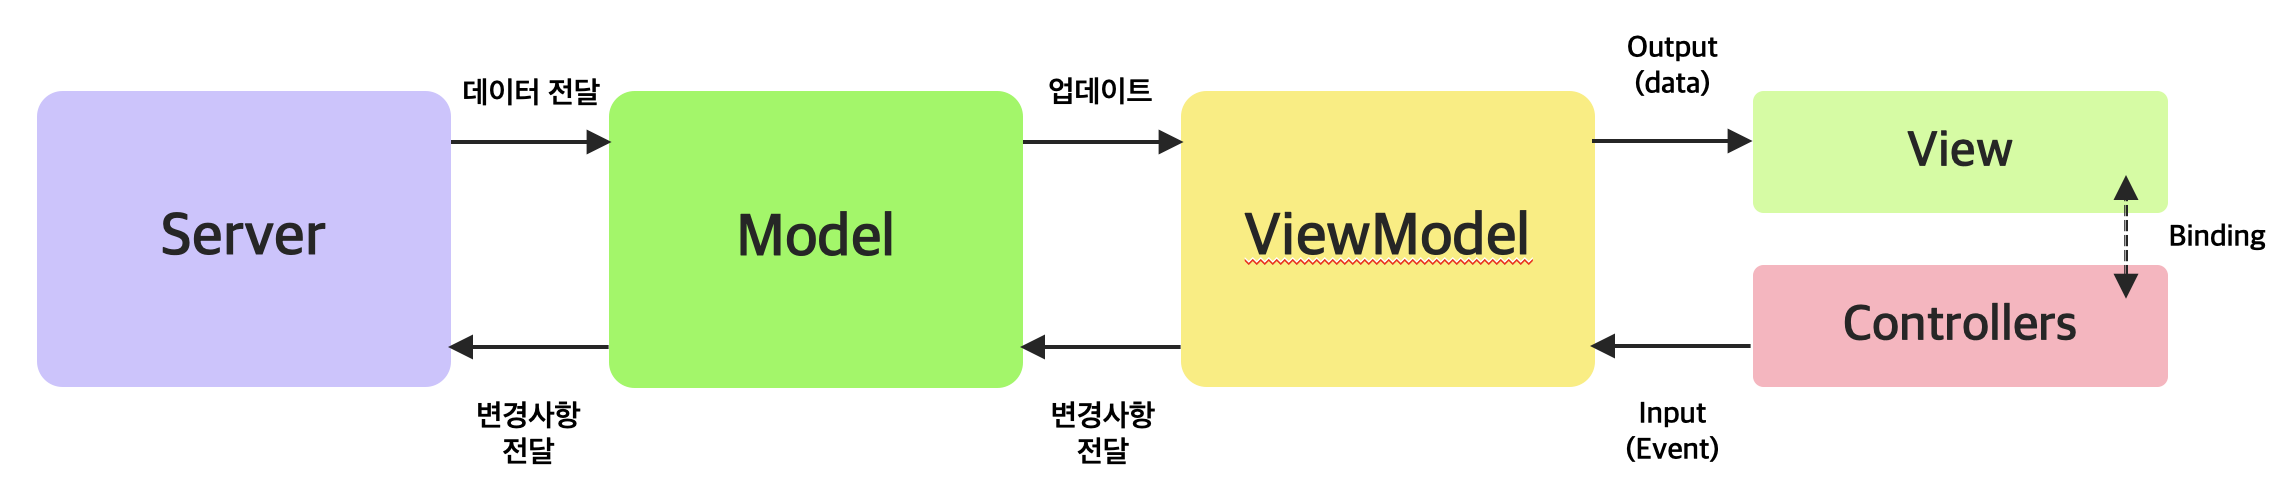 Server
데이터 전달
변경사항
전달
Model
업데이트
변경사항
전달
ViewModel
Output
(data)
Input
(Event)
View
Binding
Controllers